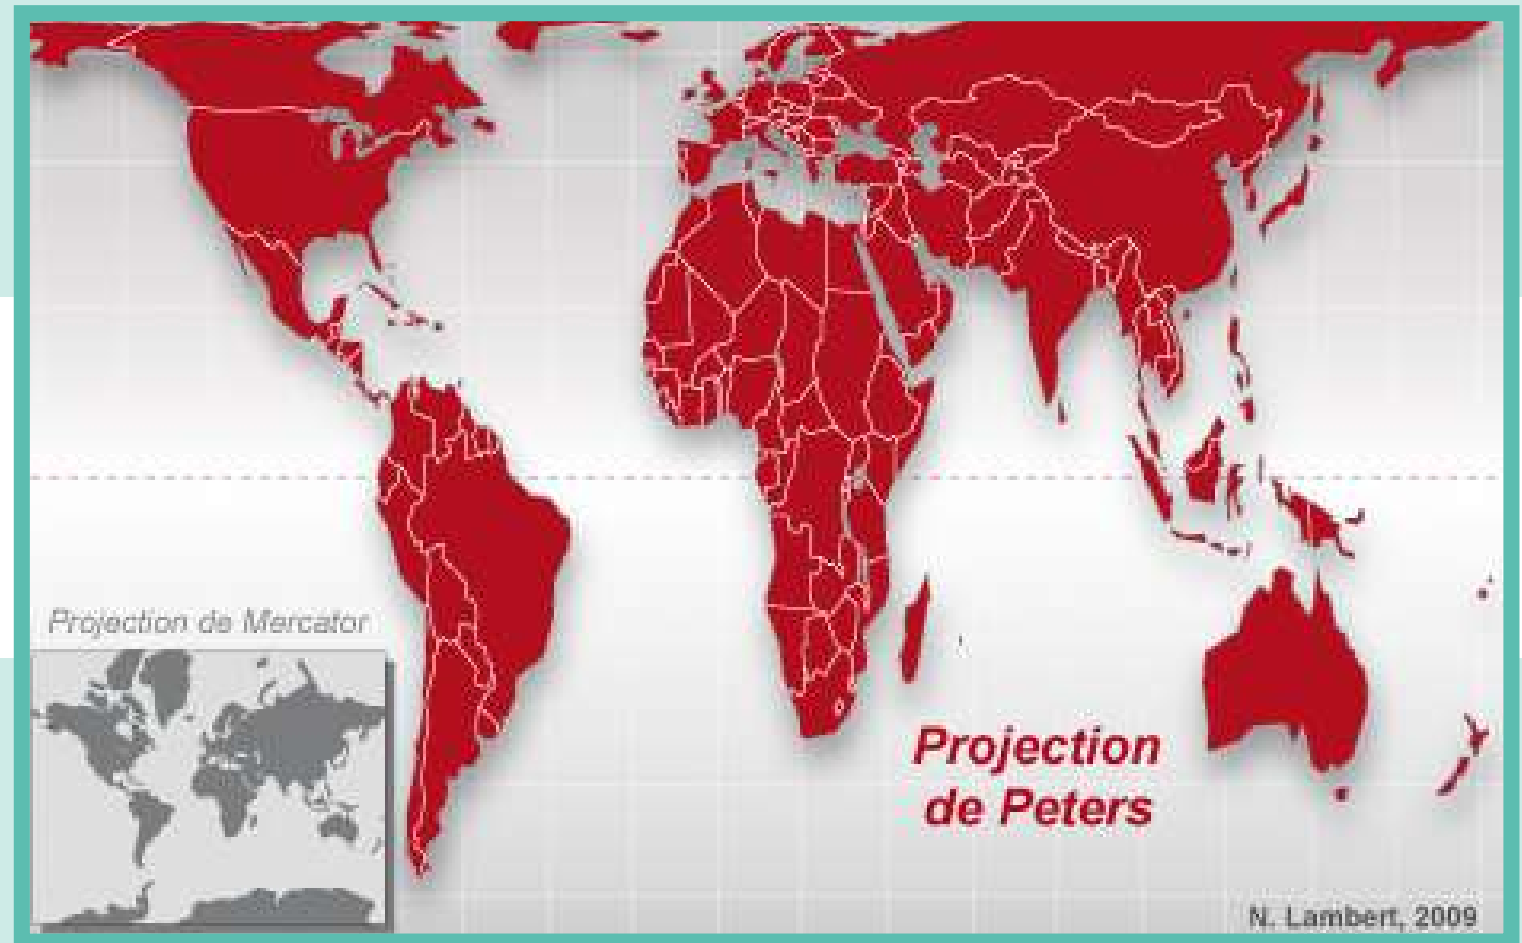 Projection de Mercator
Projection
de Peters
N. Lambert, 2009